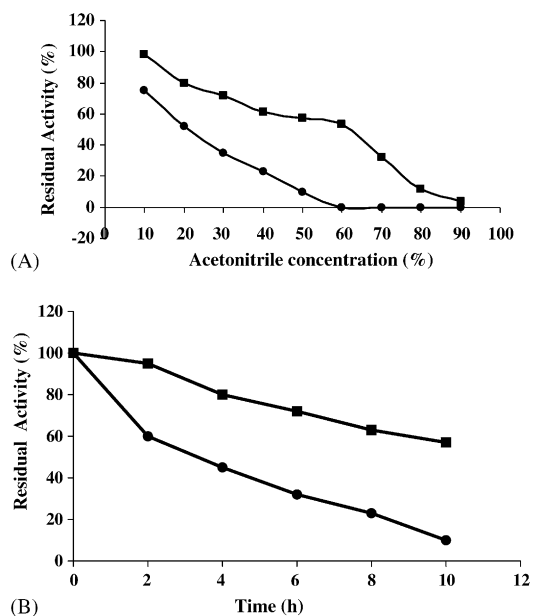 120
100
80
60
40
20
0
-20
0 10 20 30 40 50 60 70 80 90 100
Residual Activity (%)
Acetonitrile concentration (%)
(A)
120
100
80
60
40
20
0
0 2 4 6 8 10 12
Residual Activity (%)
Time (h)
(B)